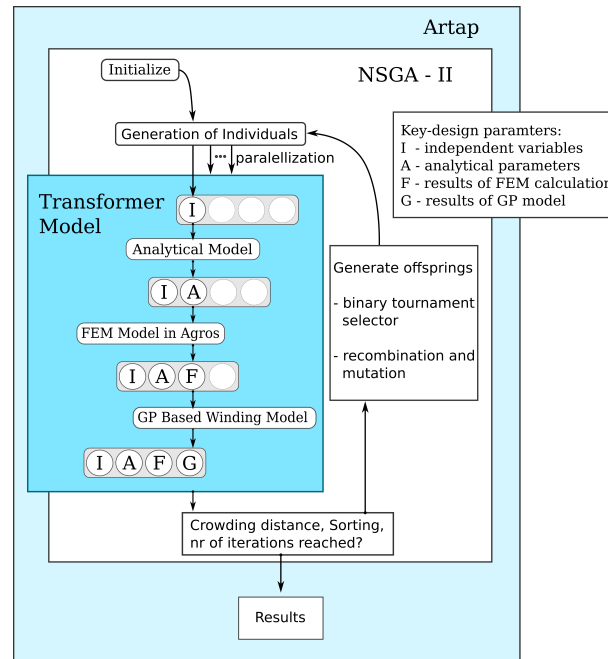 Artap
NSGA - II
Initialize
Generation of Individuals
... paralellization
Key-design paramters:
I - independent variables
A - analytical parameters
F - results of FEM calculation
G - results of GP model
Transformer
Model
I
Analytical Model
I A
FEM Model in Agros
I A F
GP Based Winding Model
I A F G
Generate offsprings
- binary tournament
selector
- recombination and
mutation
Crowding distance, Sorting,
nr of iterations reached?
Results